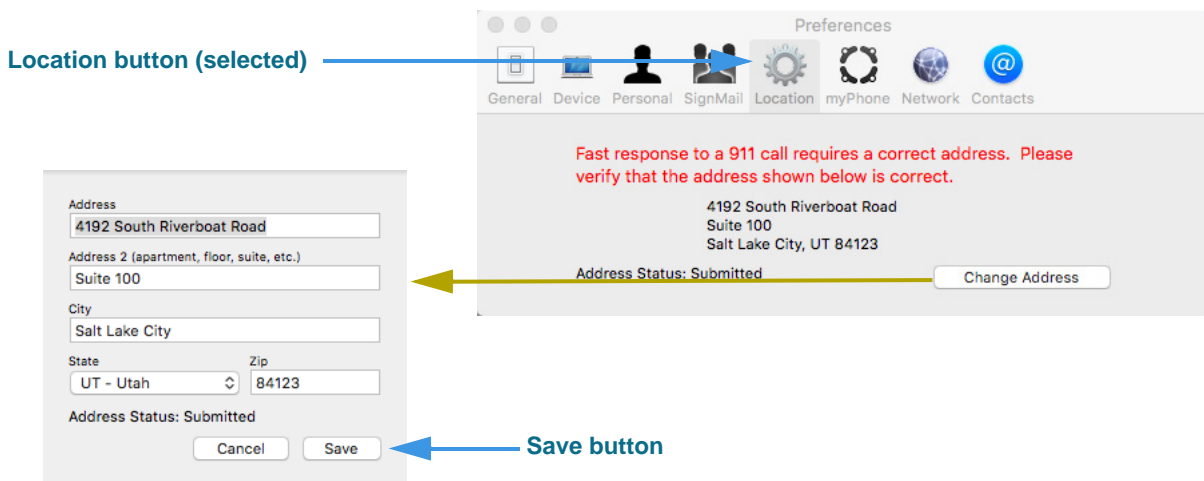 Preferences
Location button (selected)
General Device Personal SignMail Location myPhone Network Contacts
Fast response to a 911 call requires a correct address. Please
verify that the address shown below is correct.
4192 South Riverboat Road
Suite 100
Salt Lake City, UT 84123
Address Status: Submitted
Change Address
Address
4192 South Riverboat Road
Address 2 (apartment, floor, suite, etc.)
Suite 100
City
Salt Lake City
State Zip
UT - Utah 84123
Address Status: Submitted
Cancel Save
Save button